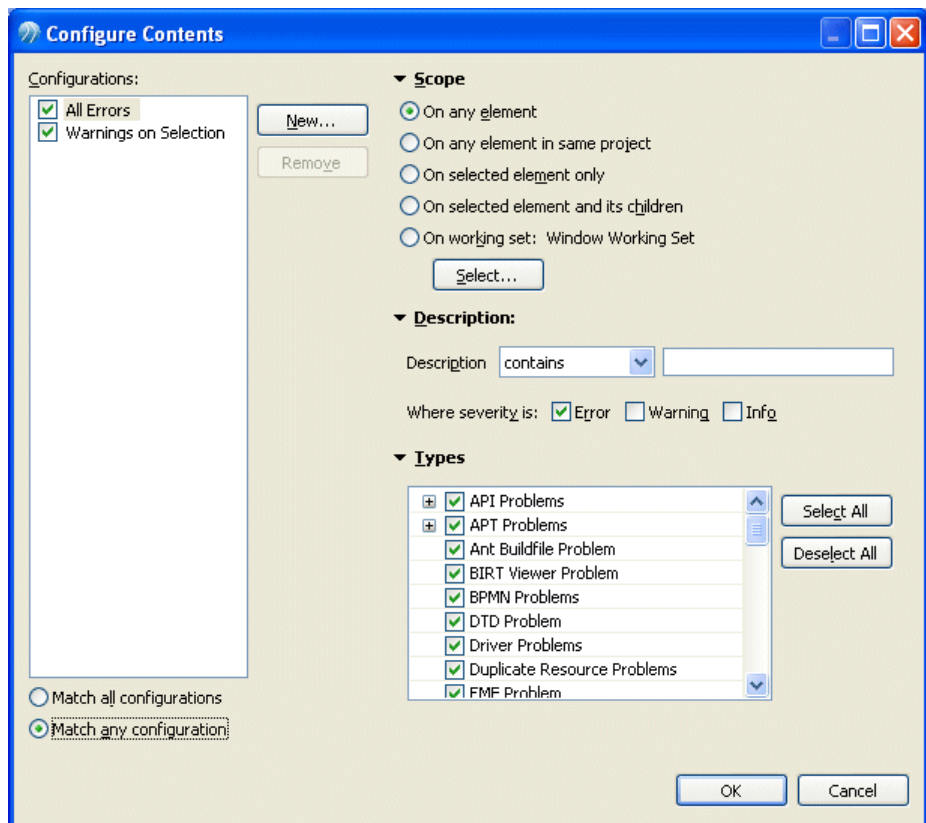 Configure Contents
Configurations:
All Errors
Warnings on Selection
New...
Remove
Match all configurations
Match any configuration
Scope
On any element
On any element in same project
On selected element only
On selected element and its children
On working set: Window Working Set
Select...
Description:
Description contains
Where severity is: Error Warning Info
Types
API Problems
APT Problems
Ant Buildfile Problem
BIRT Viewer Problem
BPMN Problems
DTD Problem
Driver Problems
Duplicate Resource Problems
EMF Problem
Select All
Deselect All
OK Cancel